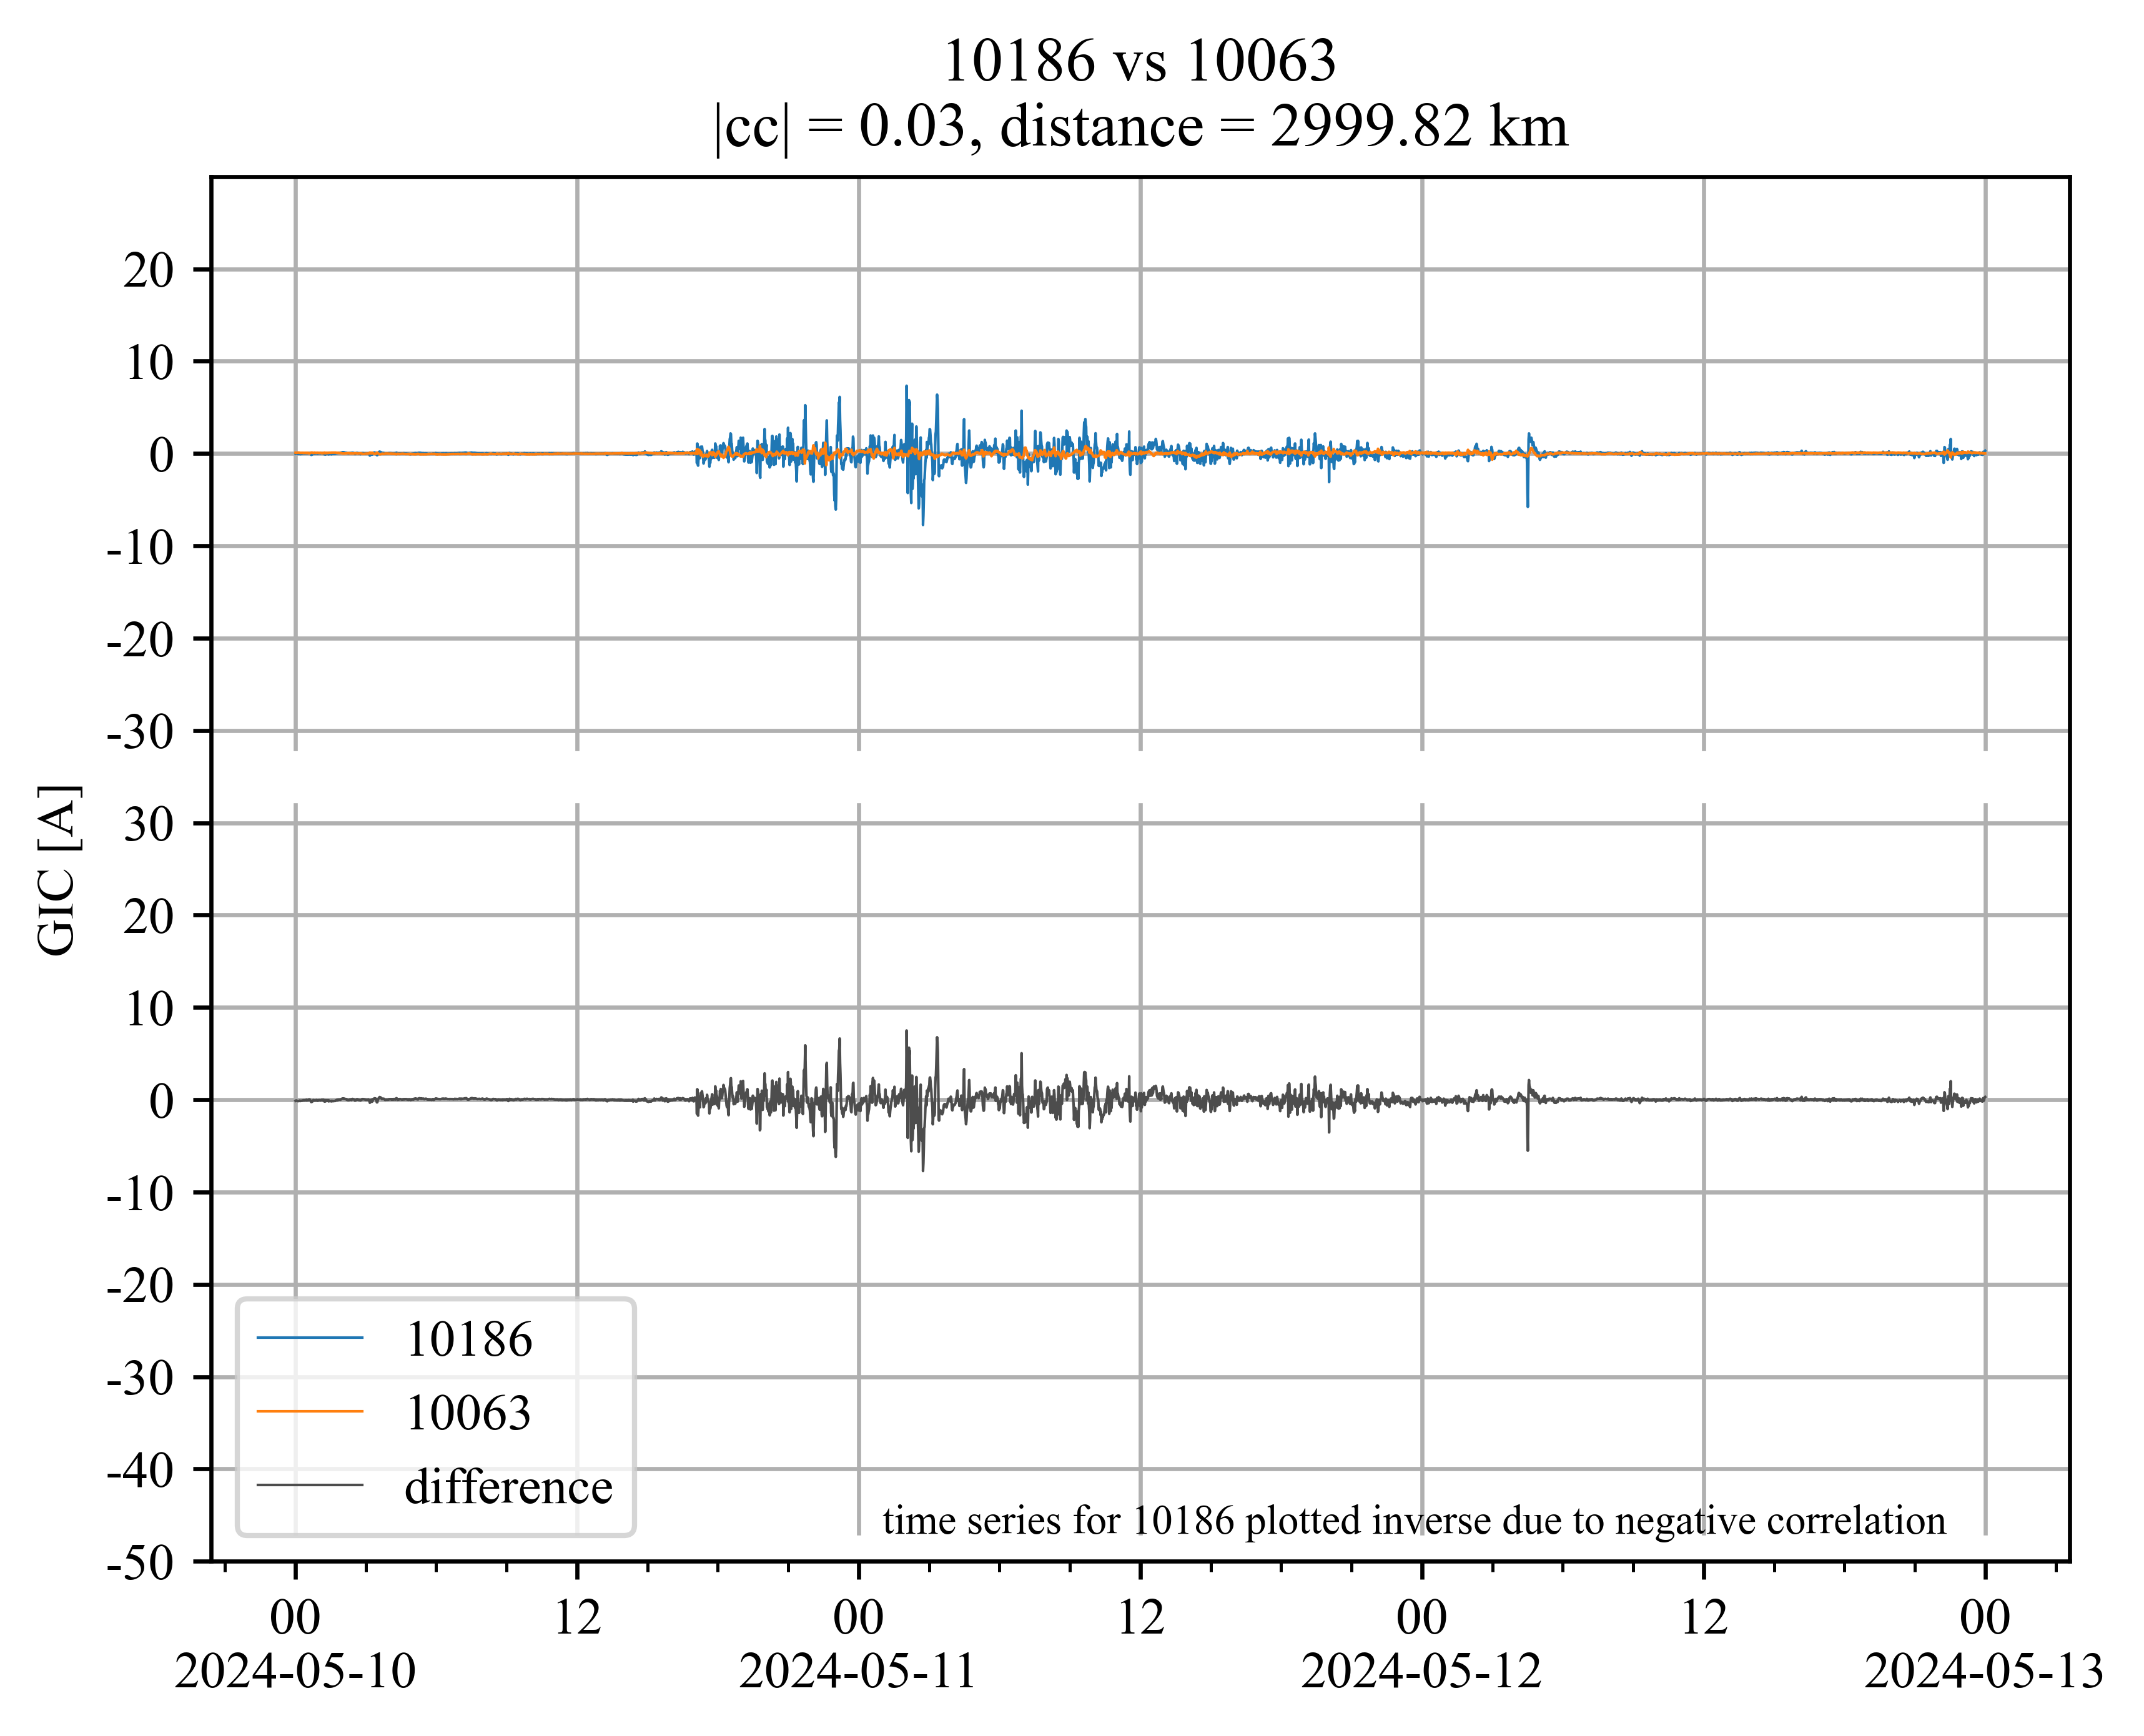 10186 vs 10063
|cc| = 0.03, distance = 2999.82 km
20
10
0
-10
-20
-30
GIC [A]
30
20
10
0
-10
-20
-30
-40
-50
10186
10063
difference
time series for 10186 plotted inverse due to negative correlation
00 12 00 12 00 12 00
2024-05-10 2024-05-11 2024-05-12 2024-05-13